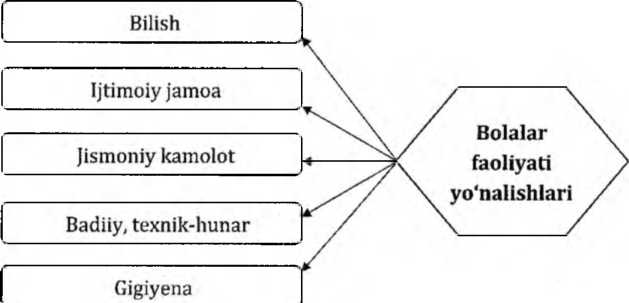 Bilish
Ijtimoiy jamoa
Jismoniy kamolot
Badiiy, texnik-hunar
Gigiyena
Bolalar
faoliyati
yo‘nalishlari